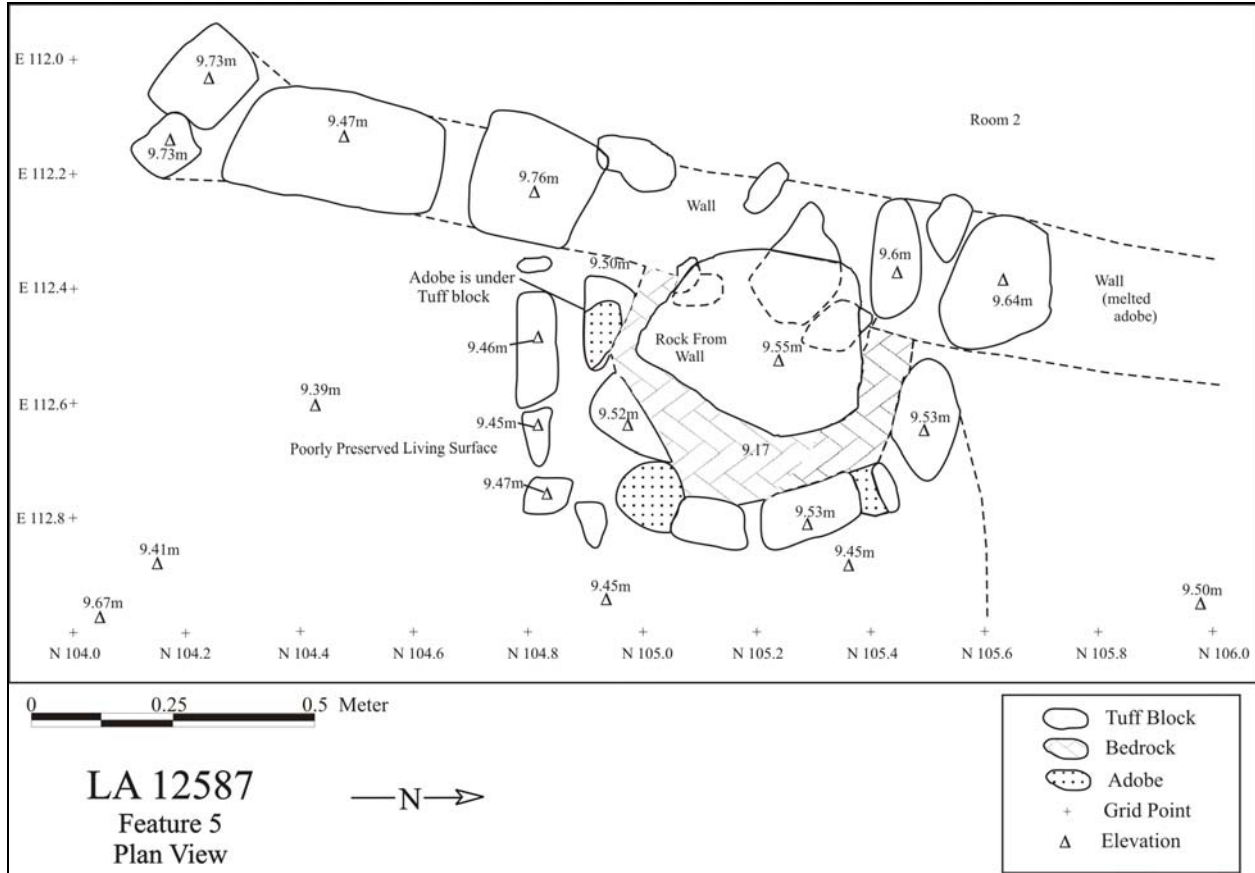 E 112.0
9.73m
9.47m
Room 2
9.73m
E 112.2
9.76m
Wall
9.50m
9.6m
Adobe is under
Tuff block
E 112.4
9.64m
Wall
(melted
adobe)
9.46m
Rock From
Wall
9.55m
9.39m
E 112.6
9.45m
9.52m
9.53m
Poorly Preserved Living Surface
9.17
9.47m
E 112.8
9.53m
9.41m
9.45m
9.67m
9.45m
9.50m
N 104.0 N 104.2 N 104.4 N 104.6 N 104.8 N 105.0 N 105.2 N 105.4 N 105.6 N 105.8 N 106.0
0 0.25 0.5 Meter
LA 12587
Feature 5
Plan View
N
Tuff Block
Bedrock
Adobe
Grid Point
Elevation